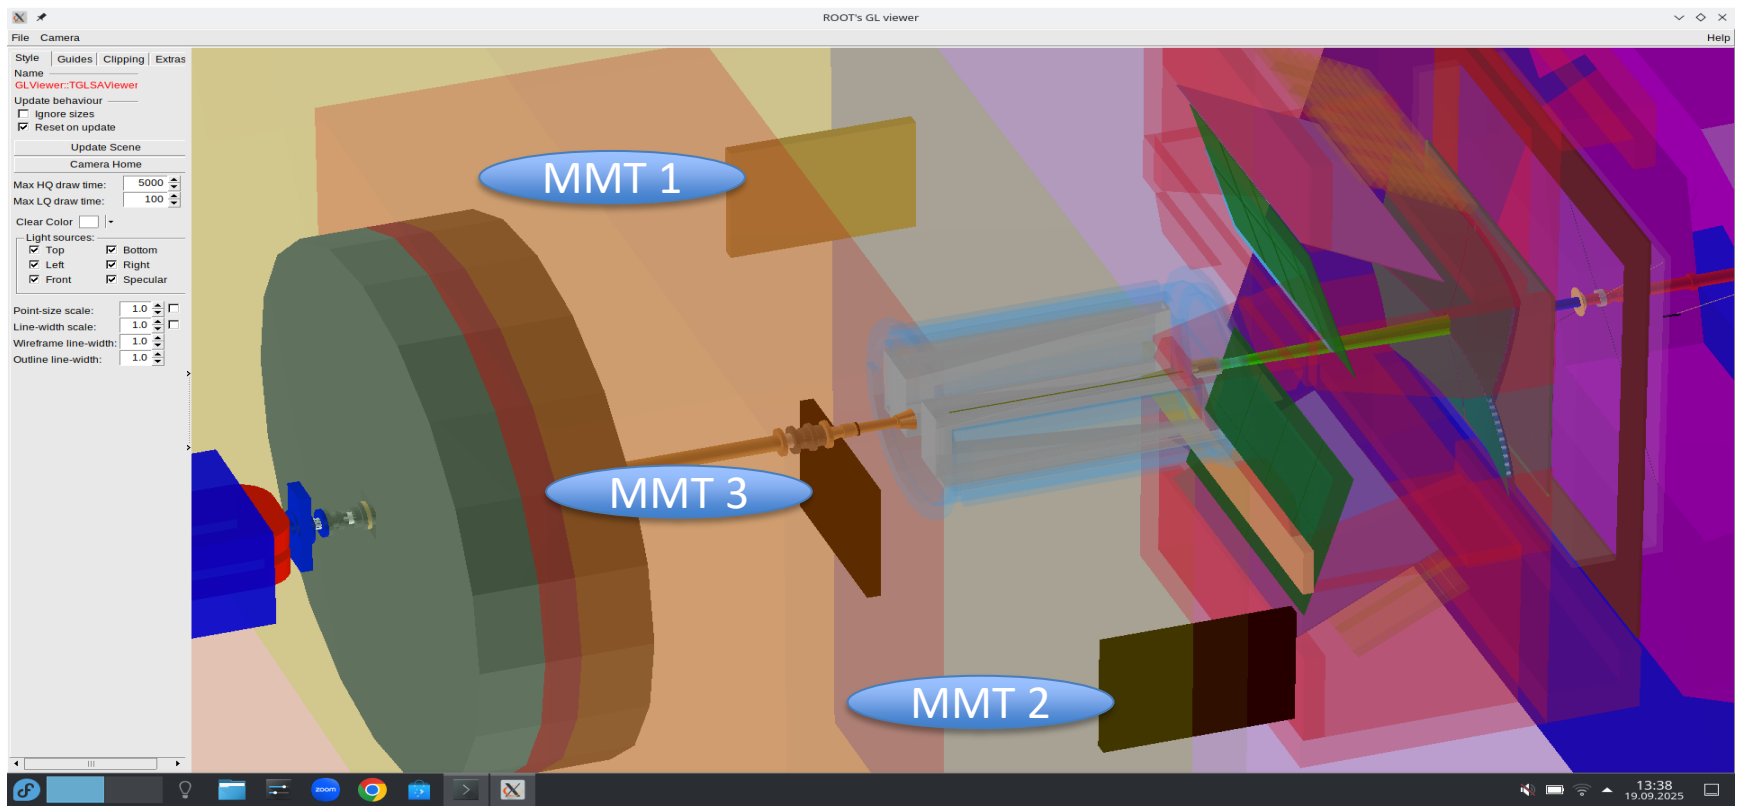 ROOT's GL viewer
File Camera Help
Style Guides Clipping Extras
Name
GLViewer::TGLSAViewer
Update behaviour
Ignore sizes
Reset on update
Update Scene
Camera Home
Max HQ draw time: 5000
Max LQ draw time: 100
Clear Color
Light sources:
Top Bottom
Left Right
Front Specular
Point-size scale: 1.0
Line-width scale: 1.0
Wireframe line-width: 1.0
Outline line-width: 1.0
MMT 1
MMT 3
MMT 2
zoom
13:38
19.09.2025